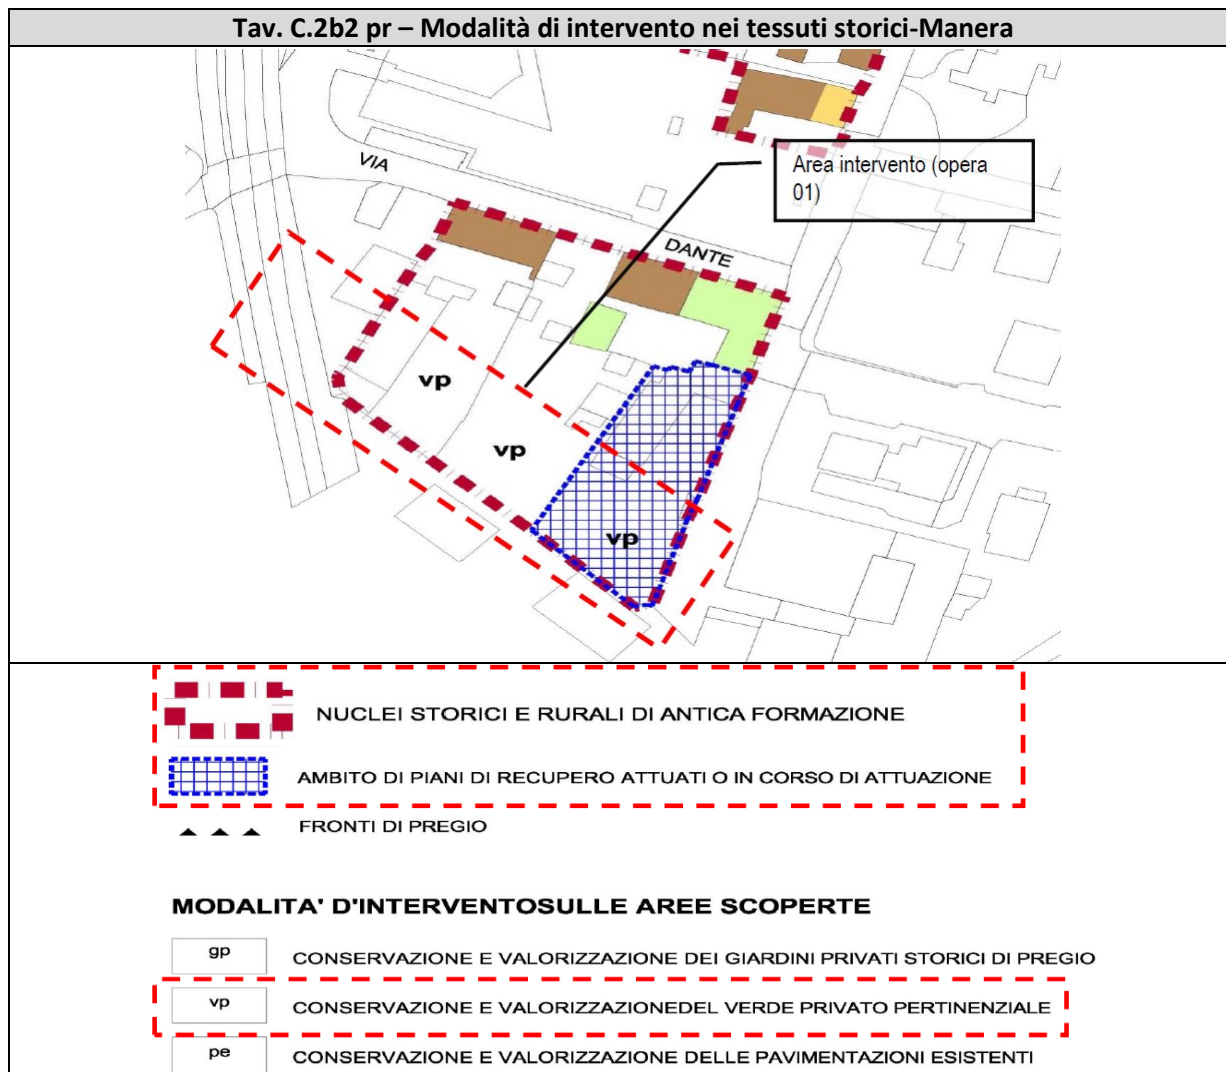 Tav. C.2b2 pr – Modalità di intervento nei tessuti storici-Manera
Area intervento (opera
01)
VIA
DANTE
vp
vp
vp
NUCLEI STORICI E RURALI DI ANTICA FORMAZIONE
AMBITO DI PIANI DI RECUPERO ATTUATI O IN CORSO DI ATTUAZIONE
FRONTI DI PREGIO
MODALITA' D'INTERVENTOSULLE AREE SCOPERTE
gp CONSERVAZIONE E VALORIZZAZIONE DEI GIARDINI PRIVATI STORICI DI PREGIO
vp CONSERVAZIONE E VALORIZZAZIONEDEL VERDE PRIVATO PERTINENZIALE
pe CONSERVAZIONE E VALORIZZAZIONE DELLE PAVIMENTAZIONI ESISTENTI